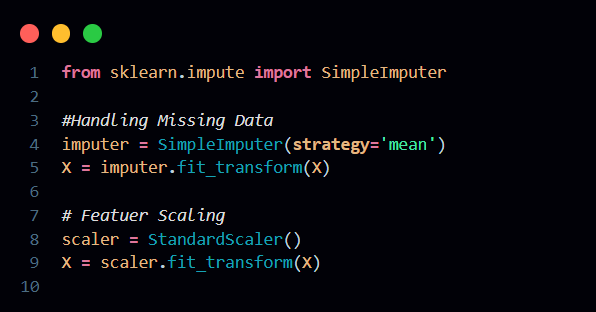 1 from sklearn.impute import SimpleImputer
2
3 #Handling Missing Data
4 imputer = SimpleImputer(strategy='mean')
5 X = imputer.fit_transform(X)
6
7 # Featuer Scaling
8 scaler = StandardScaler()
9 X = scaler.fit_transform(X)
10